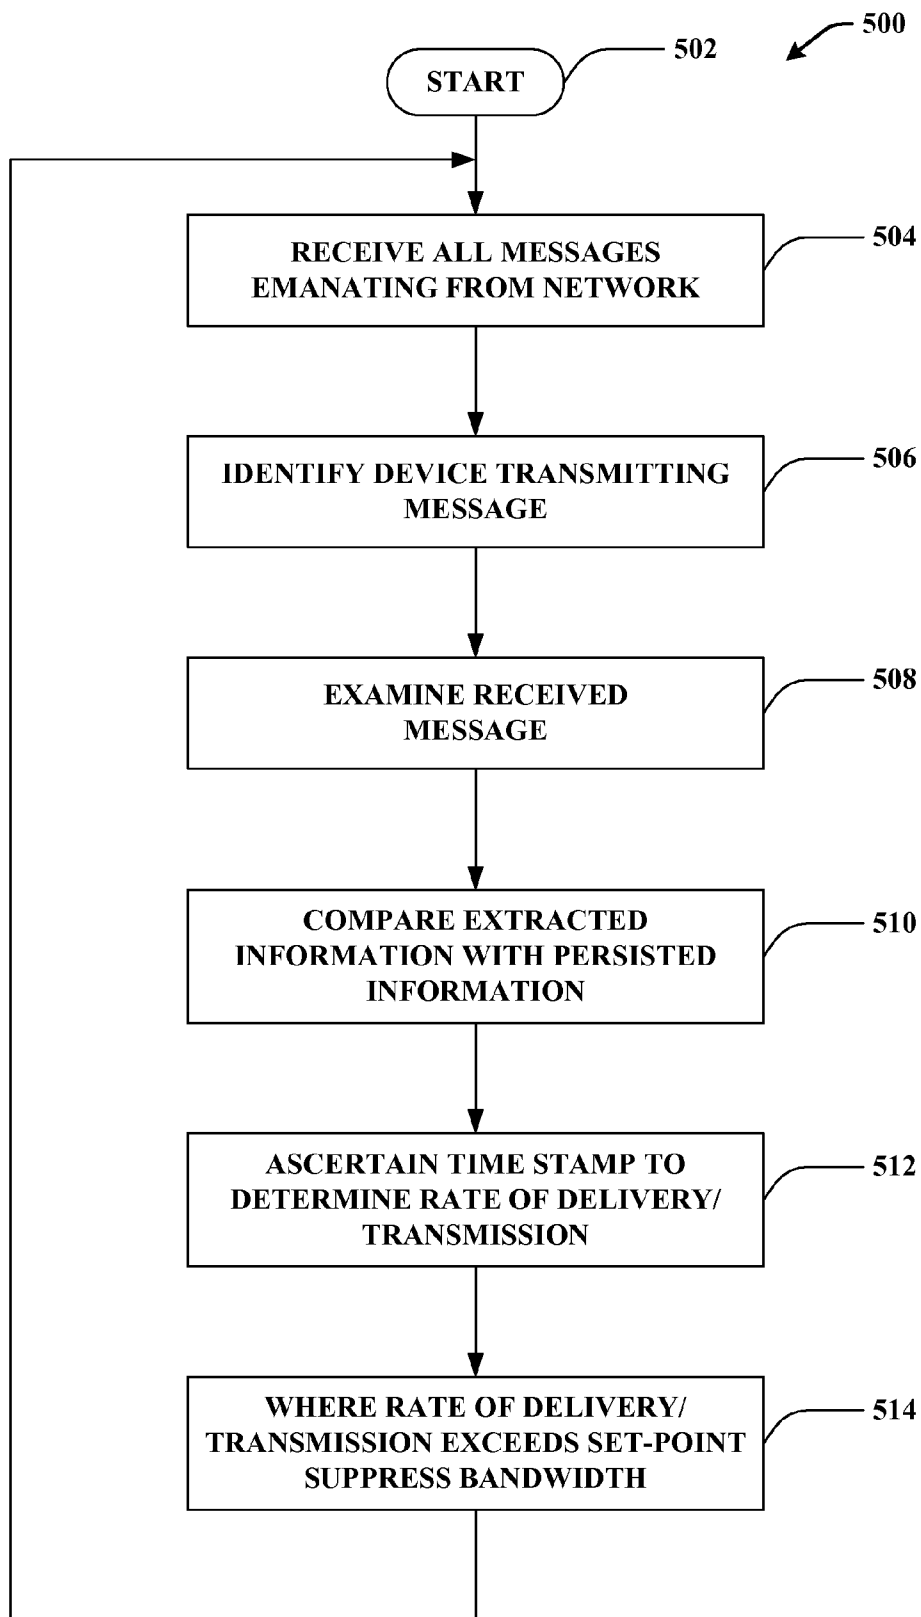 500
502
START
504
RECEIVE ALL MESSAGES
EMANATING FROM NETWORK
506
IDENTIFY DEVICE TRANSMITTING
MESSAGE
508
EXAMINE RECEIVED
MESSAGE
510
COMPARE EXTRACTED
INFORMATION WITH PERSISTED
INFORMATION
512
ASCERTAIN TIME STAMP TO
DETERMINE RATE OF DELIVERY/
TRANSMISSION
514
WHERE RATE OF DELIVERY/
TRANSMISSION EXCEEDS SET-POINT
SUPPRESS BANDWIDTH